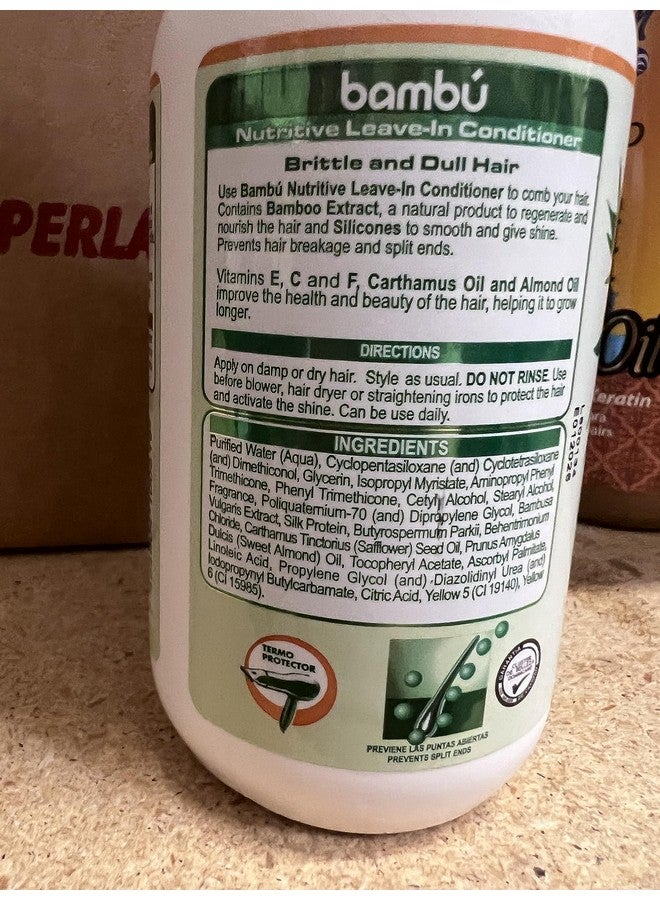 bambú
Nutritive Leave-In Conditioner
Brittle and Dull Hair
Use Bambú Nutritive Leave-In Conditioner to comb your hair.
Contains Bamboo Extract, a natural product to regenerate and
nourish the hair and Silicones to smooth and give shine.
Prevents hair breakage and split ends.
Vitamins E, C and F, Carthamus Oil and Almond Oil
improve the health and beauty of the hair, helping it to grow
longer.
DIRECTIONS
Apply on damp or dry hair. Style as usual. DO NOT RINSE. Use
before blower, hair dryer or straightening irons to protect the hair
and activate the shine. Can be use daily.
INGREDIENTS
Purified Water (Aqua), Cyclopentasiloxane (and) Cyclotetrasiloxane
(and) Dimethiconol, Glycerin, Isopropyl Myristate, Aminopropyl Phenyl
Trimethicone, Phenyl Trimethicone, Cetyl Alcohol, Stearyl Alcohol,
Fragrance, Poliquaternium-70 (and) Dipropylene Glycol, Bambusa
Vulgaris Extract, Silk Protein, Butyrospermum Parkii, Behentrimonium
Chloride, Carthamus Tinctorius (Safflower) Seed Oil, Prunus Amygdalus
Dulcis (Sweet Almond) Oil, Tocopheryl Acetate, Ascorbyl Palmitate,
Linoleic Acid, Propylene Glycol (and) Diazolidinyl Urea (and)
Iodopropynyl Butylcarbamate, Citric Acid, Yellow 5 (CI 19140), Yellow
6 (CI 15985).
TERMO
PROTECTOR
PREVIENE LAS PUNTAS ABIERTAS
PREVENTS SPLIT ENDS
PERLA
Oil
Keratin
E012026